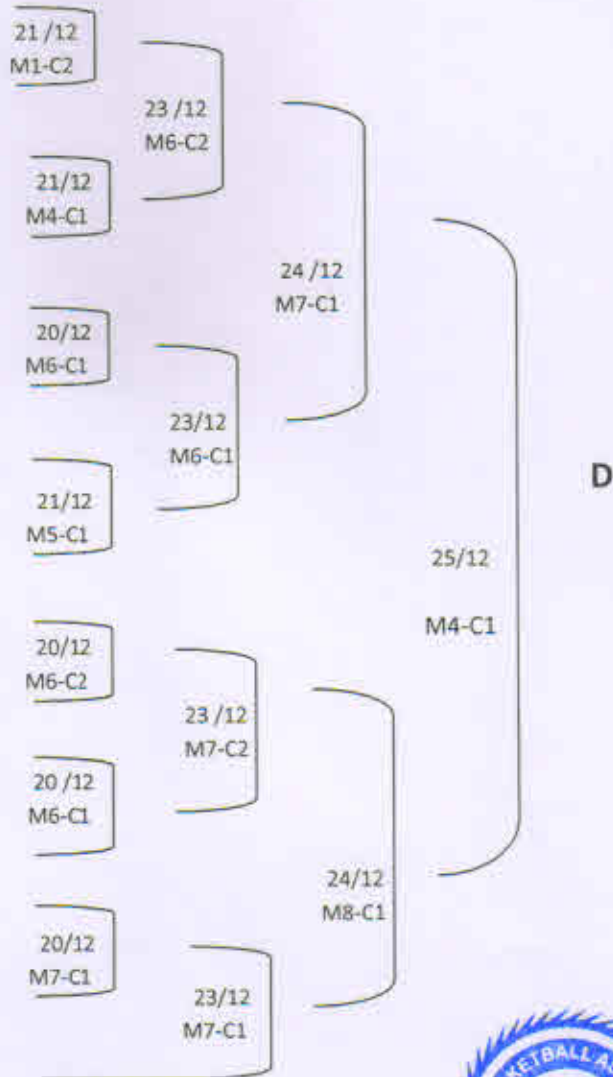 21 /12
M1-C2
23 /12
M6-C2
21/12
M4-C1
24 /12
M7-C1
20/12
M6-C1
23/12
M6-C1
21/12
M5-C1
D
25/12
M4-C1
20/12
M6-C2
23 /12
M7-C2
20 /12
M6-C1
24/12
M8-C1
20/12
M7-C1
23/12
M7-C1